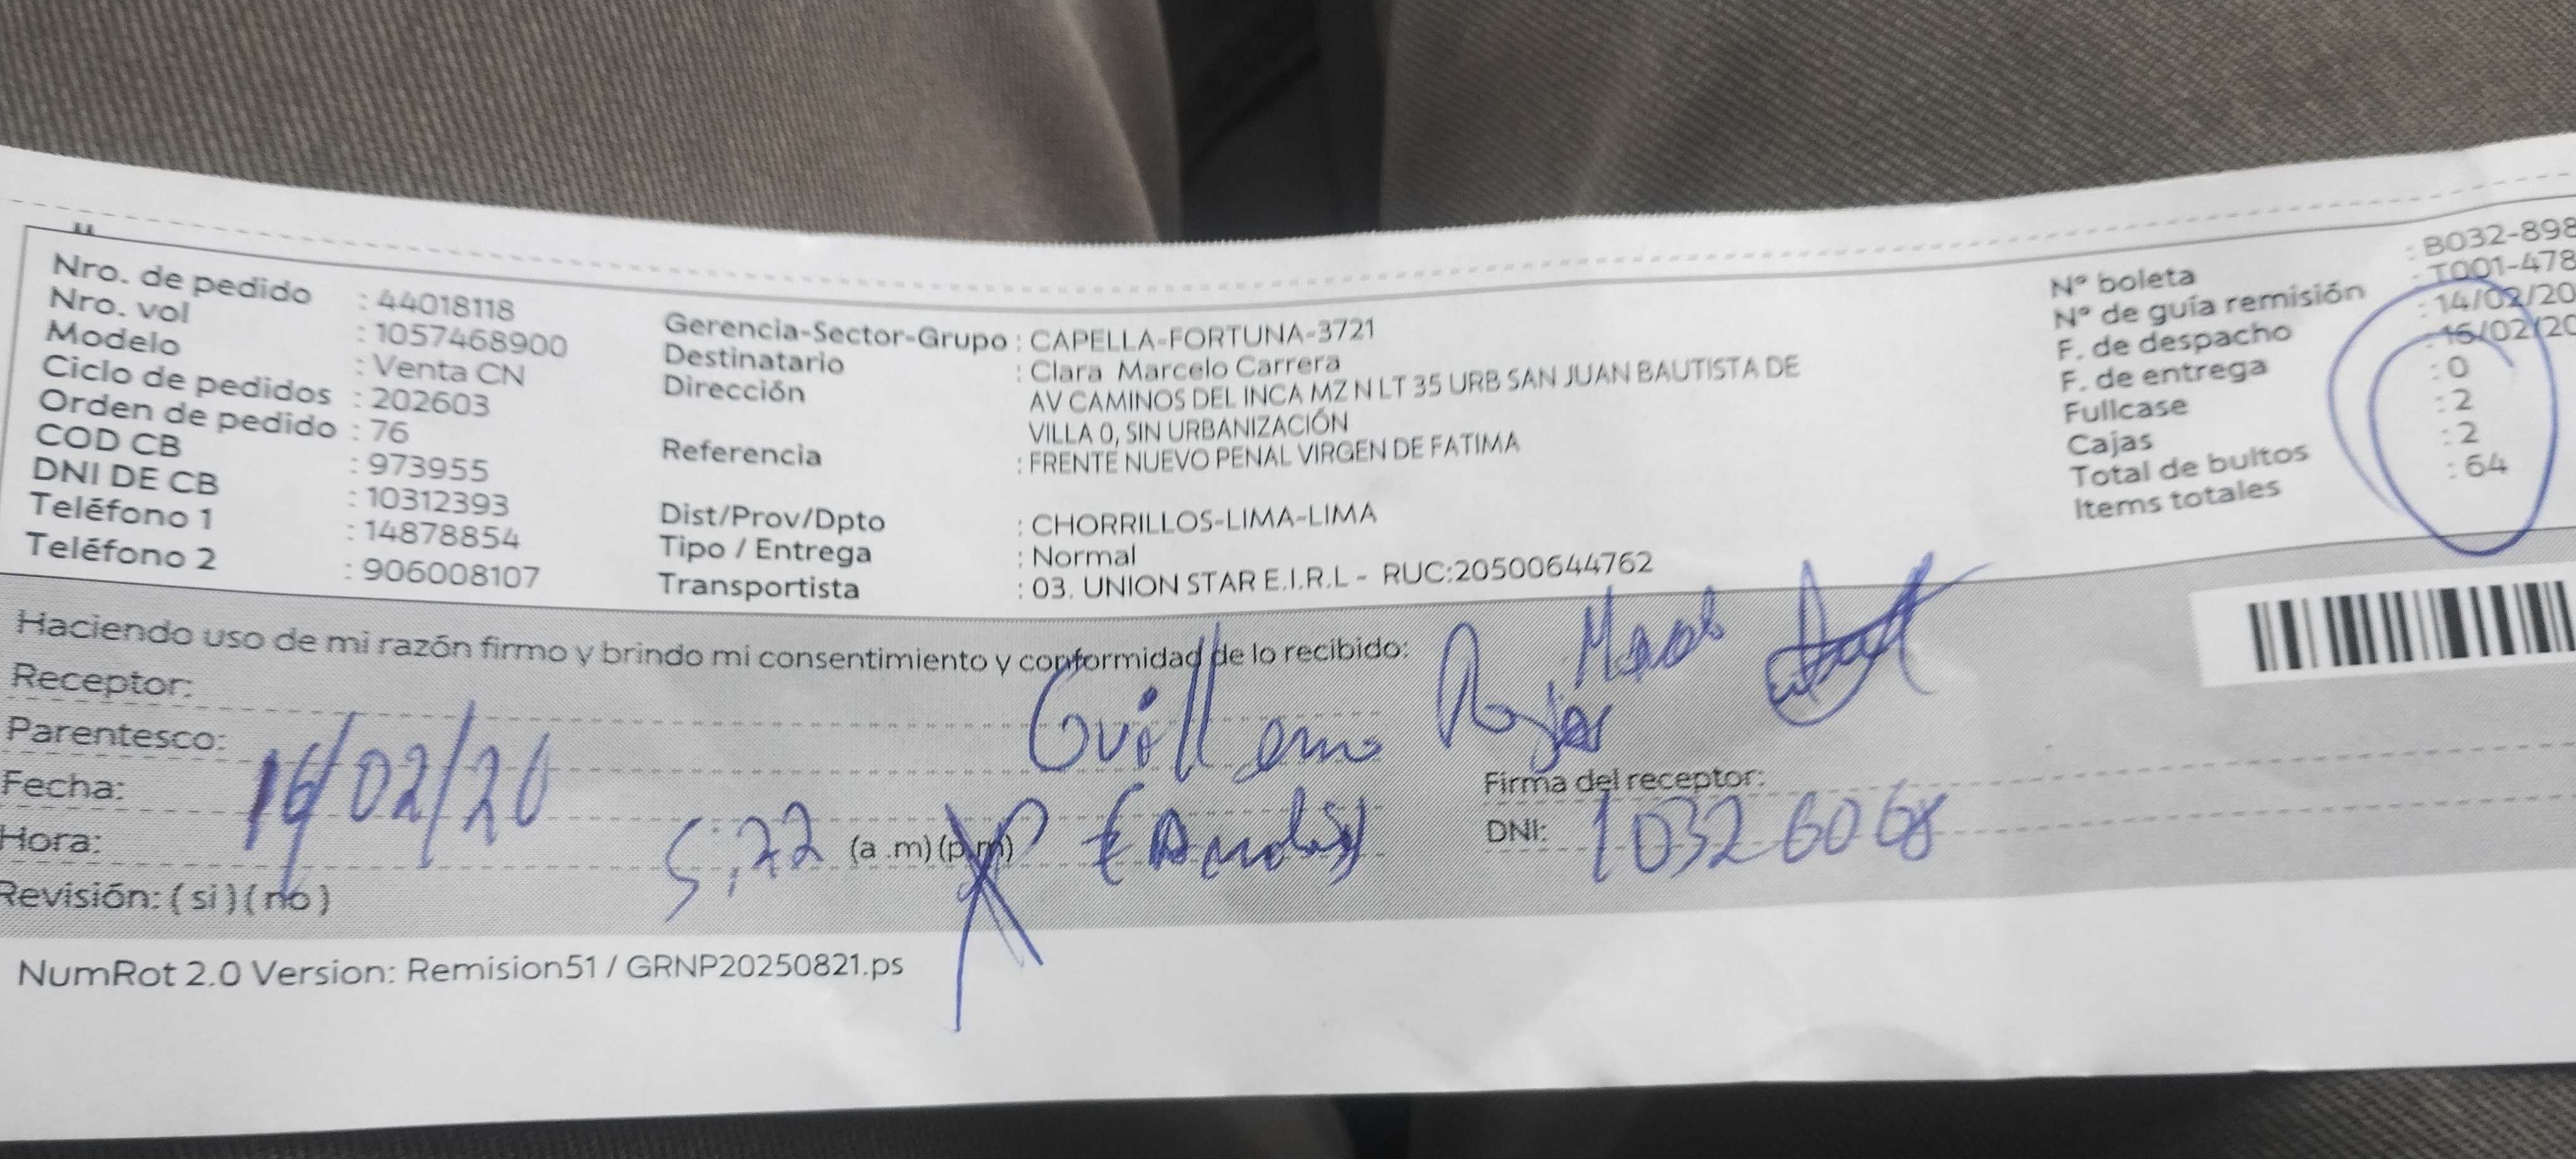 Nro. de pedido : 44018118
Nro. vol : 1057468900
Modelo : Venta CN
Ciclo de pedidos : 202603
Orden de pedido : 76
COD CB : 973955
DNI DE CB : 10312393
Teléfono 1 : 14878854
Teléfono 2 : 906008107
Gerencia-Sector-Grupo : CAPELLA-FORTUNA-3721
Destinatario : Clara Marcelo Carrera
Dirección : AV CAMINOS DEL INCA MZ N LT 35 URB SAN JUAN BAUTISTA DE
VILLA 0, SIN URBANIZACIÓN
Referencia : FRENTE NUEVO PENAL VIRGEN DE FATIMA
Dist/Prov/Dpto : CHORRILLOS-LIMA-LIMA
Tipo / Entrega : Normal
Transportista : 03. UNION STAR E.I.R.L - RUC:20500644762
Nº boleta : B032-898
Nº de guía remisión : T001-478
F. de despacho : 14/02/20
F. de entrega : 16/02/20
Fullcase : 0
Cajas : 2
Total de bultos : 2
Items totales : 64
Haciendo uso de mi razón firmo y brindo mi consentimiento y conformidad de lo recibido:
Receptor: Guillermo Rojas
Parentesco:
Fecha: 16/02/26
Hora: 5,22 (a .m) (p.m)
Revisión: ( si ) ( no )
Firma del receptor:
DNI: 10326068
NumRot 2.0 Version: Remision51 / GRNP20250821.ps